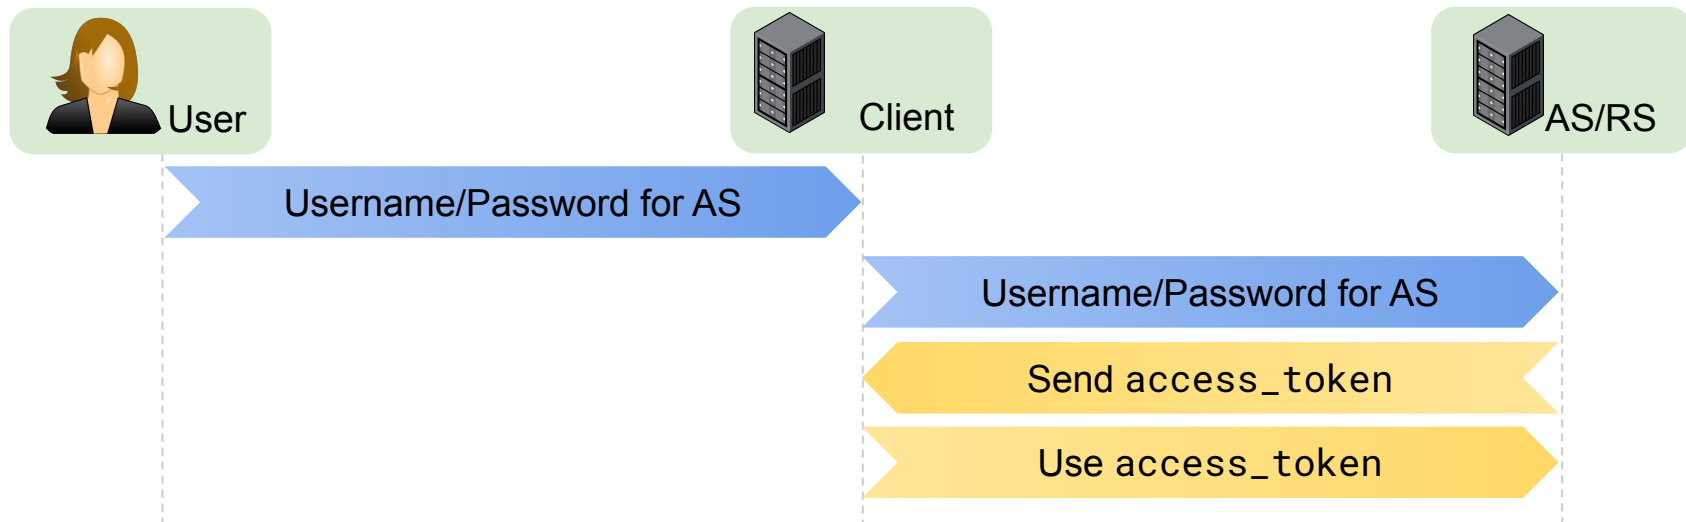 User
Client
AS/RS
Username/Password for AS
Username/Password for AS
Send access_token
Use access_token